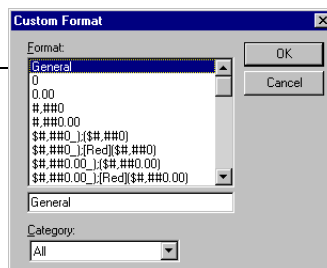 Custom Format
Format:
General
0
0.00
#,##0
#,##0.00
$#,##0_);($#,##0)
$#,##0_);[Red]($#,##0)
$#,##0.00_);($#,##0.00)
$#,##0.00_);[Red]($#,##0.00)
General
Category:
All
OK
Cancel